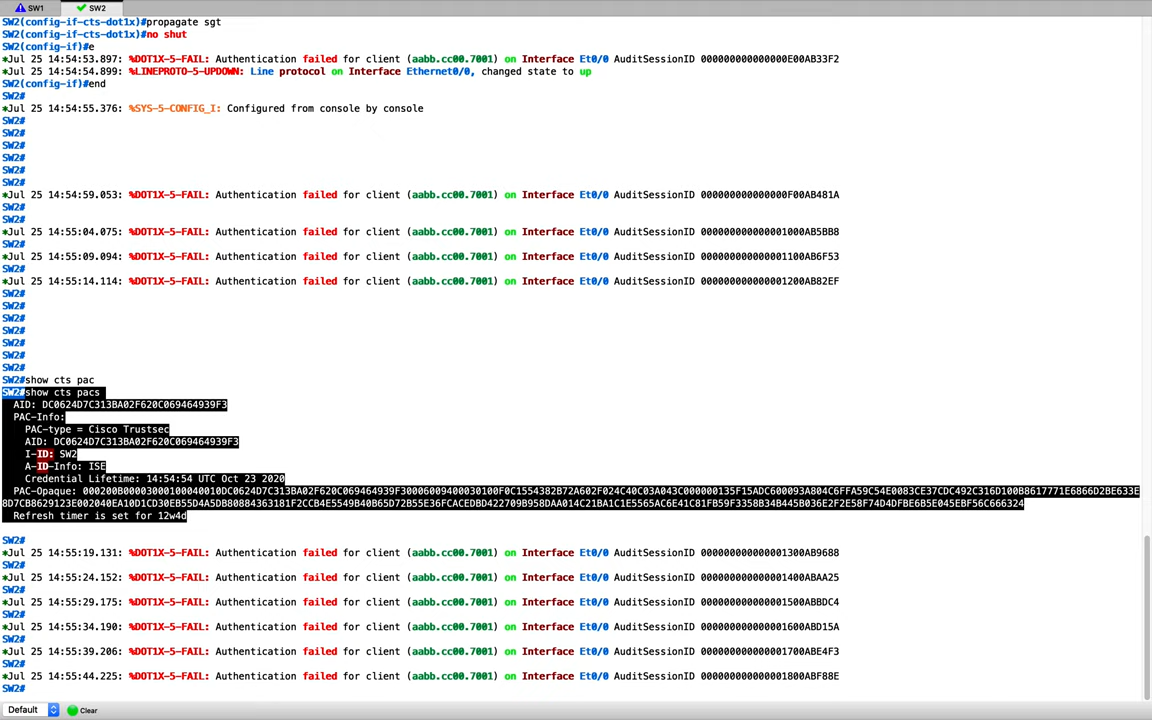 SW1 SW2
SW2(config-if-cts-dot1x)#propagate sgt
SW2(config-if-cts-dot1x)#no shut
SW2(config-if)#e
*Jul 25 14:54:53.897: %DOT1X-5-FAIL: Authentication failed for client (aabb.cc00.7001) on Interface Et0/0 AuditSessionID 000000000000000E00AB33F2
*Jul 25 14:54:54.899: %LINEPROTO-5-UPDOWN: Line protocol on Interface Ethernet0/0, changed state to up
SW2(config-if)#end
SW2#
*Jul 25 14:54:55.376: %SYS-5-CONFIG_I: Configured from console by console
SW2#
SW2#
SW2#
SW2#
SW2#
SW2#
*Jul 25 14:54:59.053: %DOT1X-5-FAIL: Authentication failed for client (aabb.cc00.7001) on Interface Et0/0 AuditSessionID 000000000000000F00AB481A
SW2#
SW2#
*Jul 25 14:55:04.075: %DOT1X-5-FAIL: Authentication failed for client (aabb.cc00.7001) on Interface Et0/0 AuditSessionID 000000000000001000AB5BB8
SW2#
*Jul 25 14:55:09.094: %DOT1X-5-FAIL: Authentication failed for client (aabb.cc00.7001) on Interface Et0/0 AuditSessionID 000000000000001100AB6F53
SW2#
*Jul 25 14:55:14.114: %DOT1X-5-FAIL: Authentication failed for client (aabb.cc00.7001) on Interface Et0/0 AuditSessionID 000000000000001200AB82EF
SW2#
SW2#
SW2#
SW2#
SW2#
SW2#
SW2#
SW2#show cts pac
SW2#show cts pacs
AID: DC0624D7C313BA02F620C069464939F3
PAC-Info:
PAC-type = Cisco Trustsec
AID: DC0624D7C313BA02F620C069464939F3
I-ID: SW2
A-ID-Info: ISE
Credential Lifetime: 14:54:54 UTC Oct 23 2020
PAC-Opaque: 000200B80003000100040010DC0624D7C313BA02F620C069464939F30006009400030100F0C1554382B72A602F024C40C03A043C000000135F15ADC600093A804C6FFA59C54E0083CE37CDC492C316D100B8617771E6866D2BE633E
8D7CB8629123E002040EA10D1CD30EB55D4A5DB80884363181F2CCB4E5549B40B65D72B55E36FCACEDBD422709B958DAA014C21BA1C1E5565AC6E41C81FB59F3358B34B445B036E2F2E58F74D4DFBE6B5E045EBF56C666324
Refresh timer is set for 12w4d
SW2#
*Jul 25 14:55:19.131: %DOT1X-5-FAIL: Authentication failed for client (aabb.cc00.7001) on Interface Et0/0 AuditSessionID 000000000000001300AB9688
SW2#
*Jul 25 14:55:24.152: %DOT1X-5-FAIL: Authentication failed for client (aabb.cc00.7001) on Interface Et0/0 AuditSessionID 000000000000001400ABAA25
SW2#
*Jul 25 14:55:29.175: %DOT1X-5-FAIL: Authentication failed for client (aabb.cc00.7001) on Interface Et0/0 AuditSessionID 000000000000001500ABBDC4
SW2#
*Jul 25 14:55:34.190: %DOT1X-5-FAIL: Authentication failed for client (aabb.cc00.7001) on Interface Et0/0 AuditSessionID 000000000000001600ABD15A
SW2#
*Jul 25 14:55:39.206: %DOT1X-5-FAIL: Authentication failed for client (aabb.cc00.7001) on Interface Et0/0 AuditSessionID 000000000000001700ABE4F3
SW2#
*Jul 25 14:55:44.225: %DOT1X-5-FAIL: Authentication failed for client (aabb.cc00.7001) on Interface Et0/0 AuditSessionID 000000000000001800ABF88E
SW2#
Default Clear